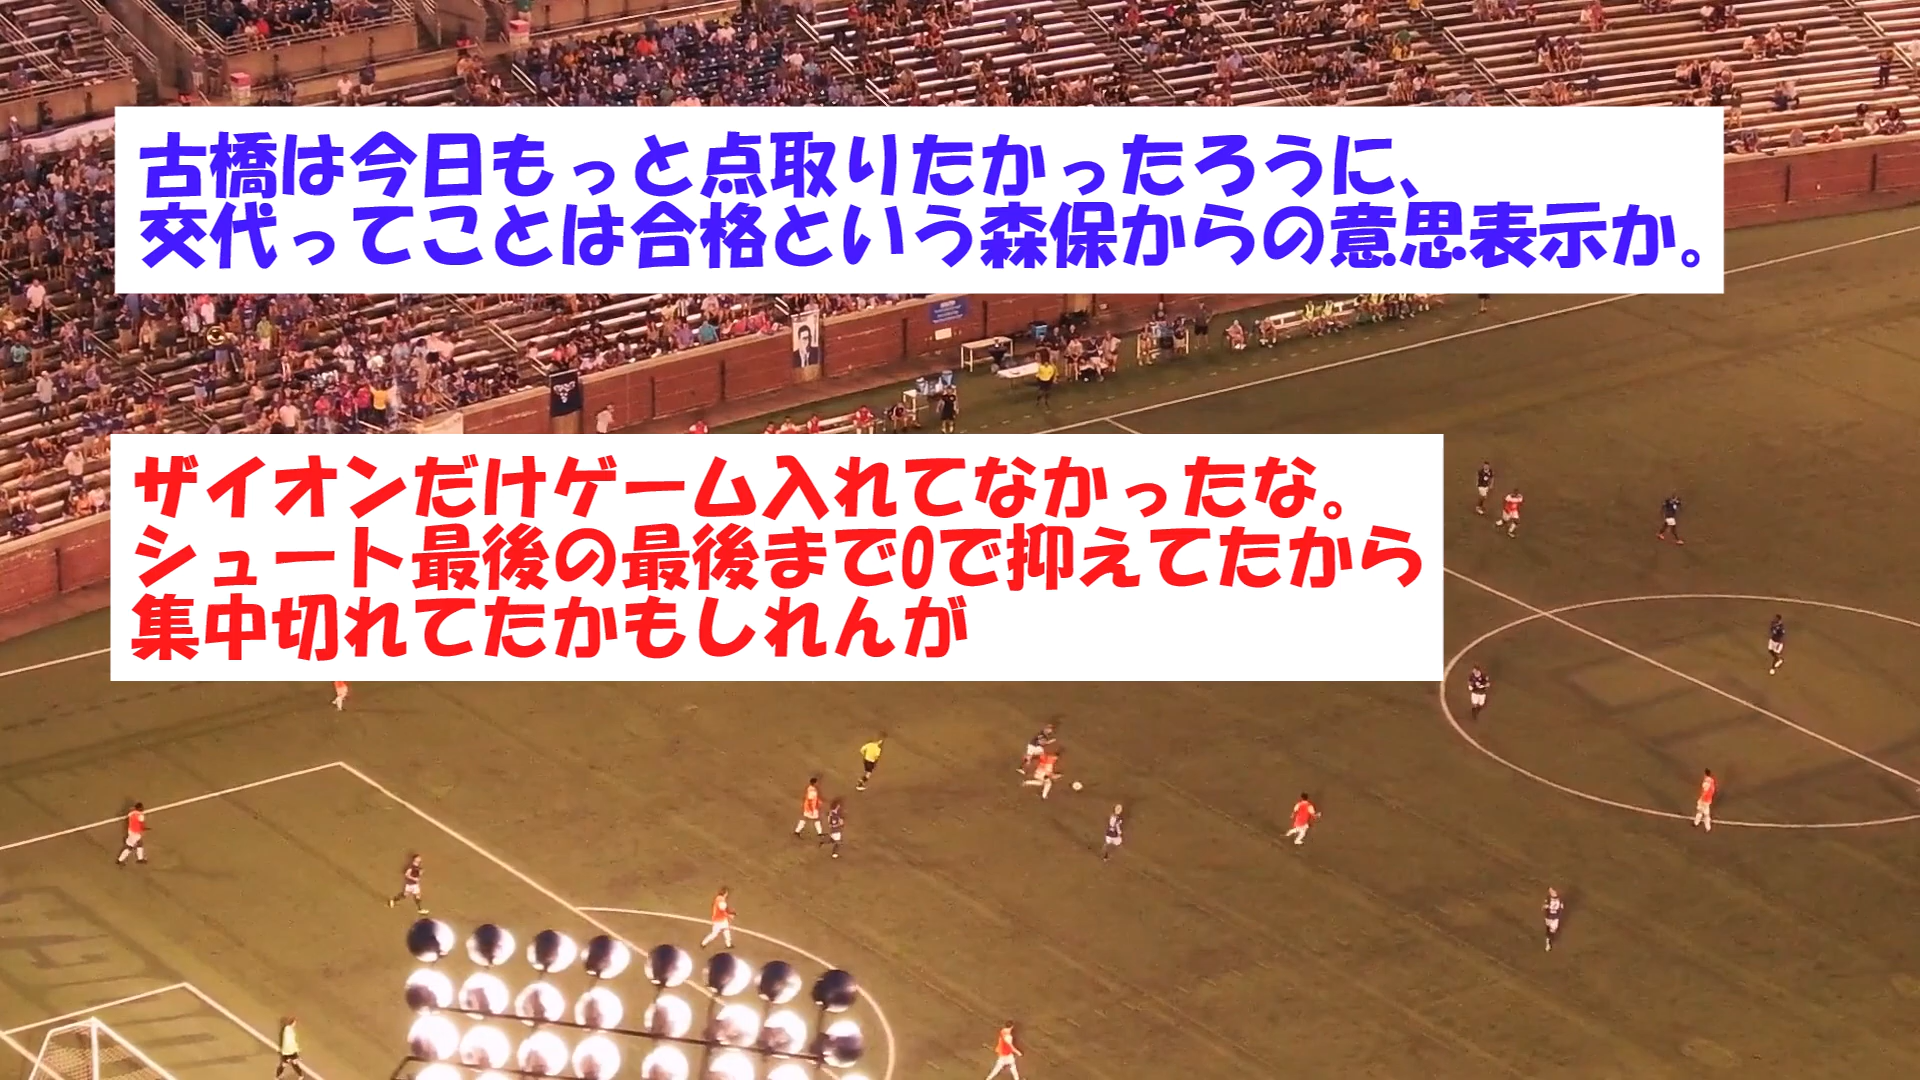 古橋は今日もっと点取りたかったろうに、
交代ってことは合格という森保からの意思表示か。
ザイオンだけゲーム入れてなかったな。
シュート最後の最後まで0で抑えてたから
集中切れてたかもしれんが